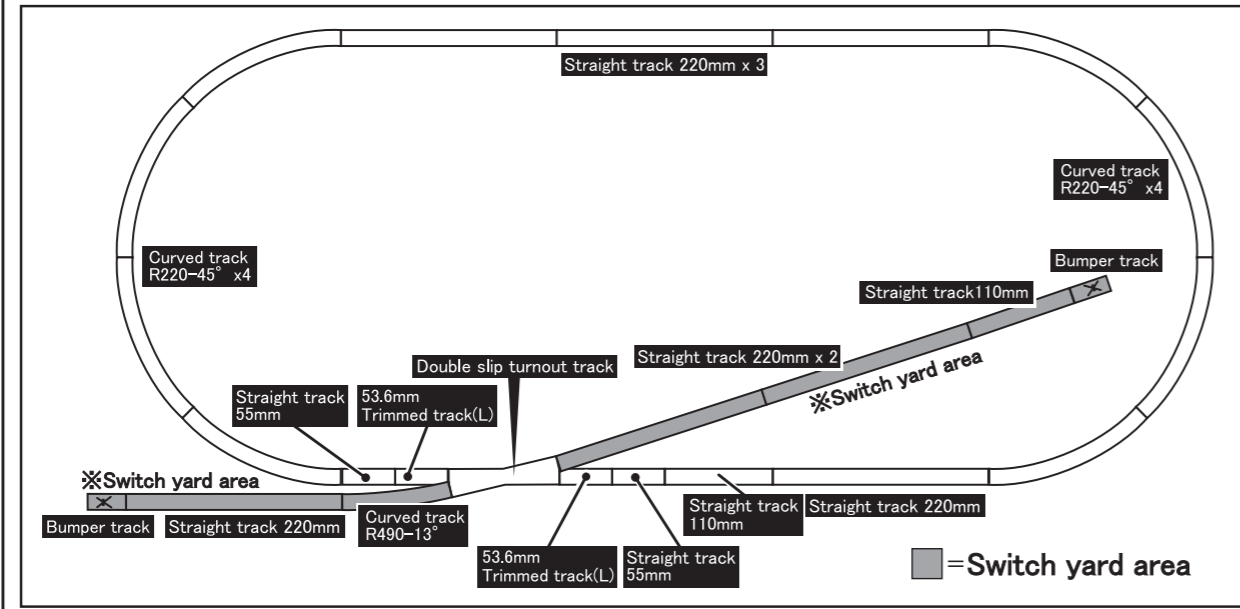 Straight track 220mm x 3
Curved track
R220-45° x4
Curved track
R220-45° x4
Bumper track
Straight track110mm
Straight track 220mm x 2
※Switch yard area
Double slip turnout track
Straight track
55mm
53.6mm
Trimmed track(L)
※Switch yard area
Bumper track
Straight track 220mm
Curved track
R490-13°
53.6mm
Trimmed track(L)
Straight track
55mm
Straight track
110mm
Straight track 220mm
=Switch yard area